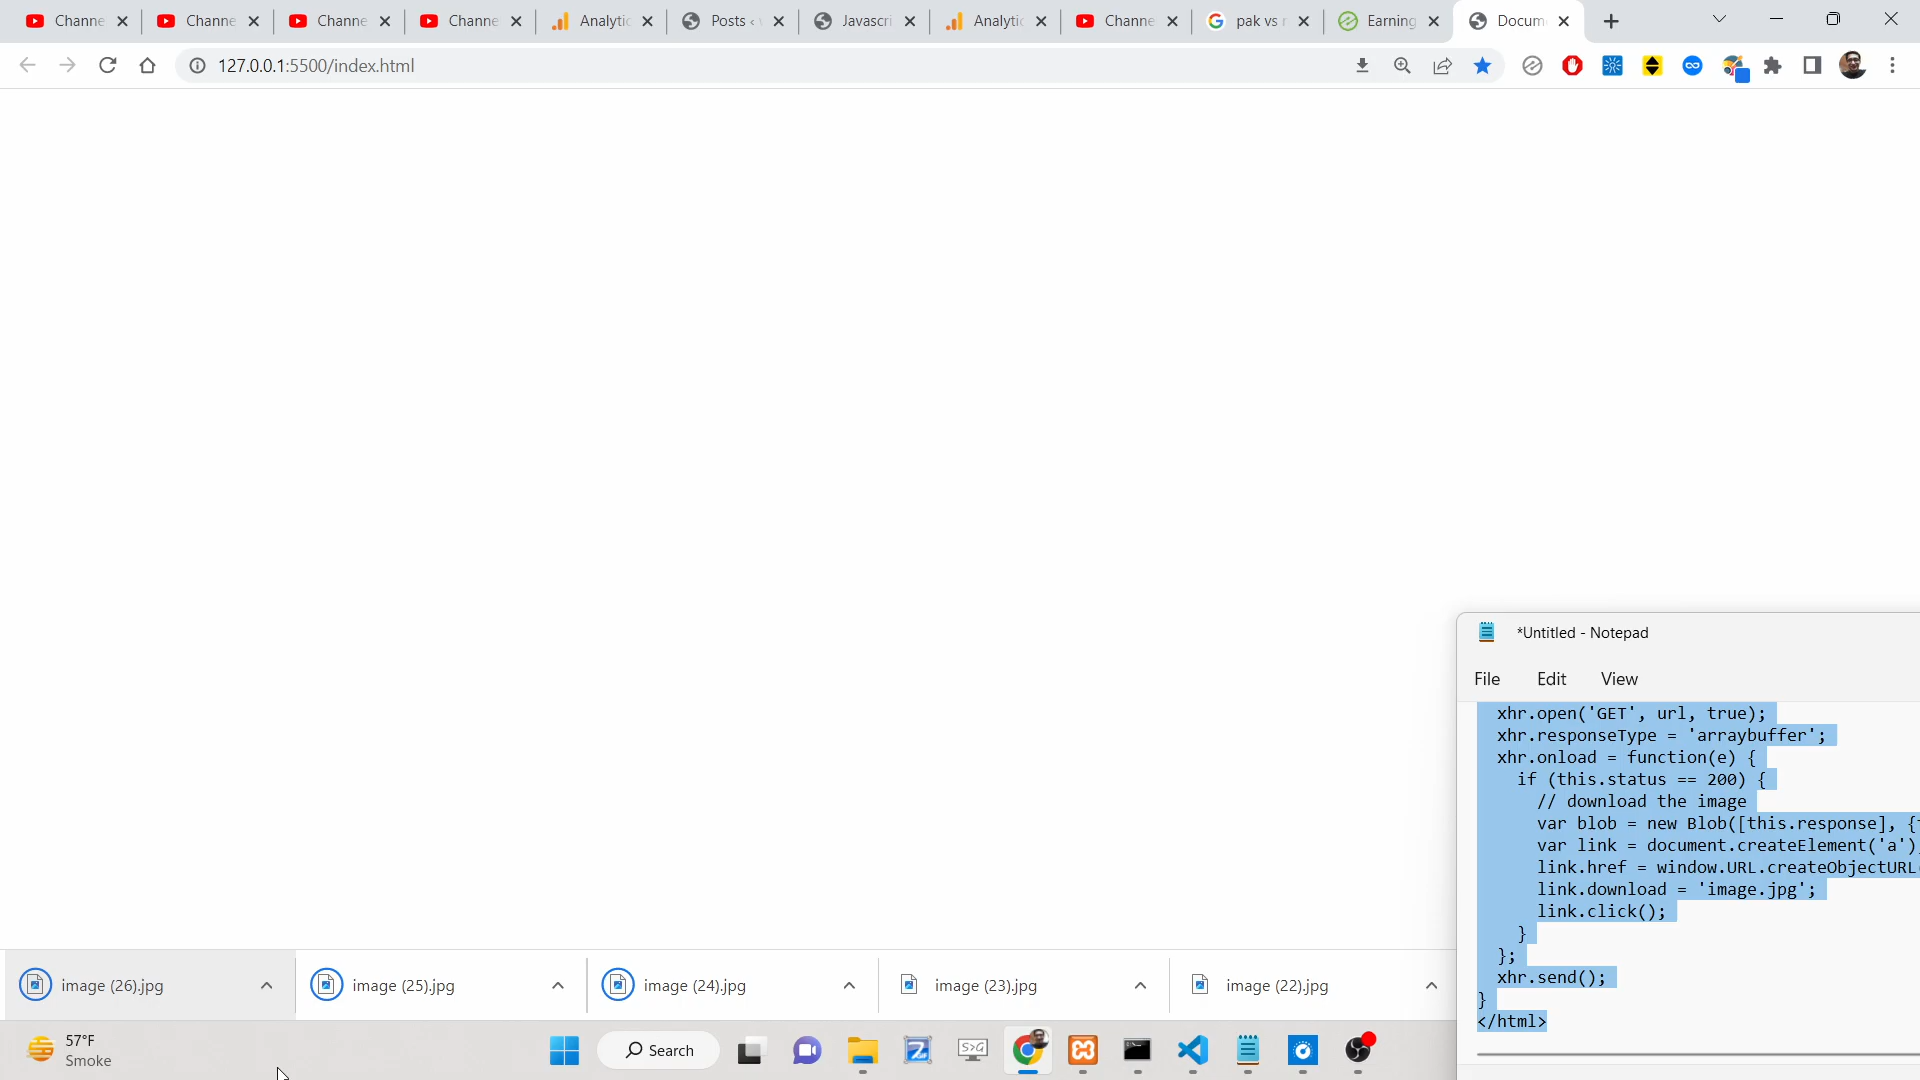 Channe
Channe
Channe
Channe
Analytic
Posts ‹
Javascri
Analytic
Channe
pak vs
Earning
Docum
127.0.0.1:5500/index.html
*Untitled - Notepad
File Edit View
xhr.open('GET', url, true);
xhr.responseType = 'arraybuffer';
xhr.onload = function(e) {
if (this.status == 200) {
// download the image
var blob = new Blob([this.response], {
var link = document.createElement('a')
link.href = window.URL.createObjectURL
link.download = 'image.jpg';
link.click();
}
};
xhr.send();
}
</html>
image (26).jpg
image (25).jpg
image (24).jpg
image (23).jpg
image (22).jpg
57°F
Smoke
Search
S>G